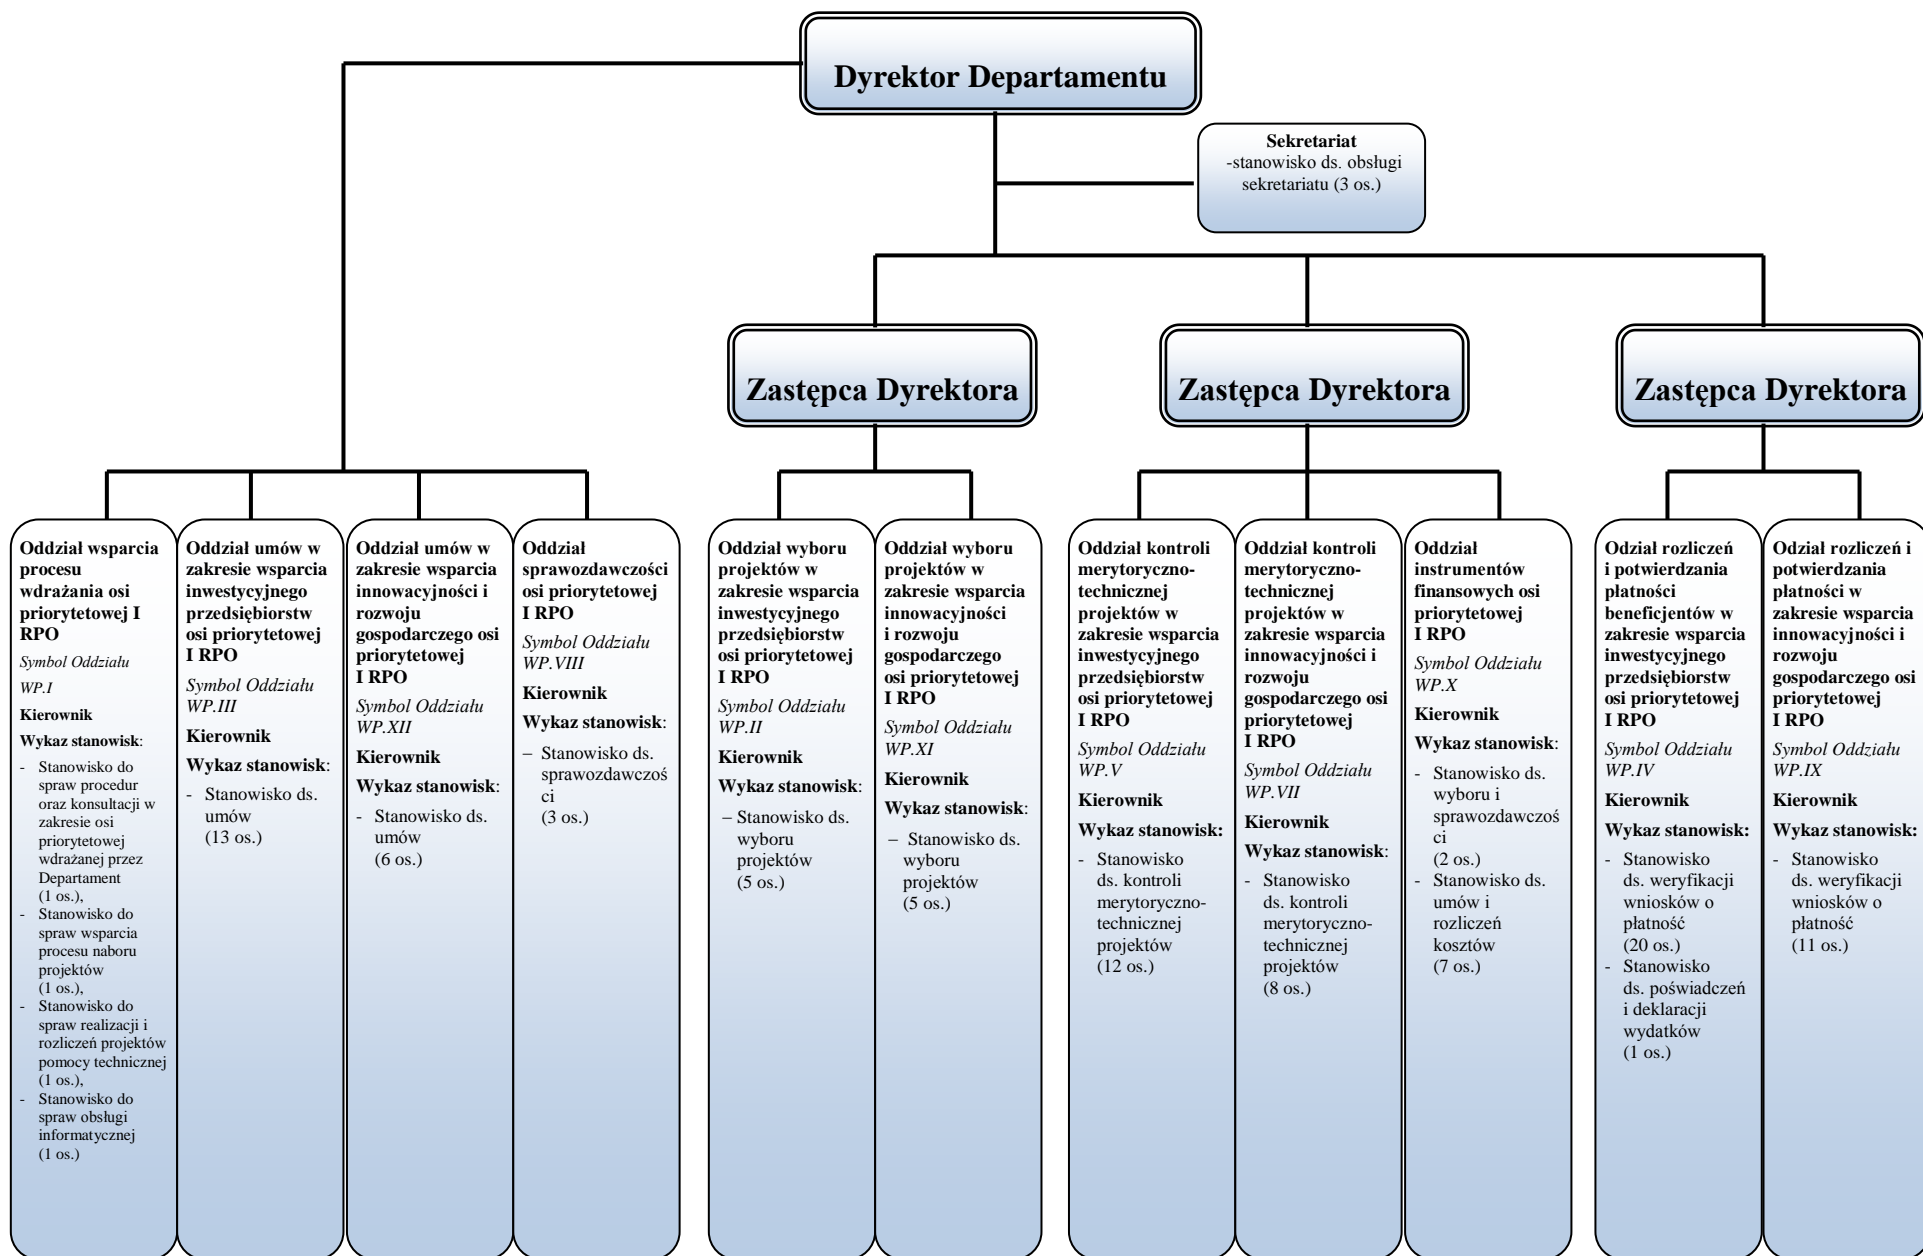 Dyrektor Departamentu
Sekretariat
-stanowisko ds. obsługi
sekretariatu (3 os.)
Zastępca Dyrektora
Zastępca Dyrektora
Zastępca Dyrektora
Oddział wsparcia
procesu
wdrażania osi
priorytetowej I
RPO
Symbol Oddziału
WP.I
Kierownik
Wykaz stanowisk:
- Stanowisko do
spraw procedur
oraz konsultacji w
zakresie osi
priorytetowej
wdrażanej przez
Departament
(1 os.),
- Stanowisko do
spraw wsparcia
procesu naboru
projektów
(1 os.),
- Stanowisko do
spraw realizacji i
rozliczeń projektów
pomocy technicznej
(1 os.),
- Stanowisko do
spraw obsługi
informatycznej
(1 os.)
Oddział umów w
zakresie wsparcia
inwestycyjnego
przedsiębiorstw
osi priorytetowej
I RPO
Symbol Oddziału
WP.III
Kierownik
Wykaz stanowisk:
- Stanowisko ds.
umów
(13 os.)
Oddział umów w
zakresie wsparcia
innowacyjności i
rozwoju
gospodarczego osi
priorytetowej
I RPO
Symbol Oddziału
WP.XII
Kierownik
Wykaz stanowisk:
- Stanowisko ds.
umów
(6 os.)
Oddział
sprawozdawczości
osi priorytetowej
I RPO
Symbol Oddziału
WP.VIII
Kierownik
Wykaz stanowisk:
– Stanowisko ds.
sprawozdawczoś
ci
(3 os.)
Oddział wyboru
projektów w
zakresie wsparcia
inwestycyjnego
przedsiębiorstw
osi priorytetowej
I RPO
Symbol Oddziału
WP.II
Kierownik
Wykaz stanowisk:
– Stanowisko ds.
wyboru
projektów
(5 os.)
Oddział wyboru
projektów w
zakresie wsparcia
innowacyjności
i rozwoju
gospodarczego
osi priorytetowej
I RPO
Symbol Oddziału
WP.XI
Kierownik
Wykaz stanowisk:
– Stanowisko ds.
wyboru
projektów
(5 os.)
Oddział kontroli
merytoryczno-
technicznej
projektów w
zakresie wsparcia
inwestycyjnego
przedsiębiorstw
osi priorytetowej
I RPO
Symbol Oddziału
WP.V
Kierownik
Wykaz stanowisk:
- Stanowisko
ds. kontroli
merytoryczno-
technicznej
projektów
(12 os.)
Oddział kontroli
merytoryczno-
technicznej
projektów w
zakresie wsparcia
innowacyjności i
rozwoju
gospodarczego osi
priorytetowej
I RPO
Symbol Oddziału
WP.VII
Kierownik
Wykaz stanowisk:
- Stanowisko
ds. kontroli
merytoryczno-
technicznej
projektów
(8 os.)
Oddział
instrumentów
finansowych osi
priorytetowej
I RPO
Symbol Oddziału
WP.X
Kierownik
Wykaz stanowisk:
- Stanowisko ds.
wyboru i
sprawozdawczoś
ci
(2 os.)
- Stanowisko ds.
umów i
rozliczeń
kosztów
(7 os.)
Odział rozliczeń
i potwierdzania
płatności
beneficjentów w
zakresie wsparcia
inwestycyjnego
przedsiębiorstw
osi priorytetowej
I RPO
Symbol Oddziału
WP.IV
Kierownik
Wykaz stanowisk:
- Stanowisko
ds. weryfikacji
wniosków o
płatność
(20 os.)
- Stanowisko
ds. poświadczeń
i deklaracji
wydatków
(1 os.)
Odział rozliczeń i
potwierdzania
płatności w
zakresie wsparcia
innowacyjności i
rozwoju
gospodarczego osi
priorytetowej
I RPO
Symbol Oddziału
WP.IX
Kierownik
Wykaz stanowisk:
- Stanowisko
ds. weryfikacji
wniosków o
płatność
(11 os.)